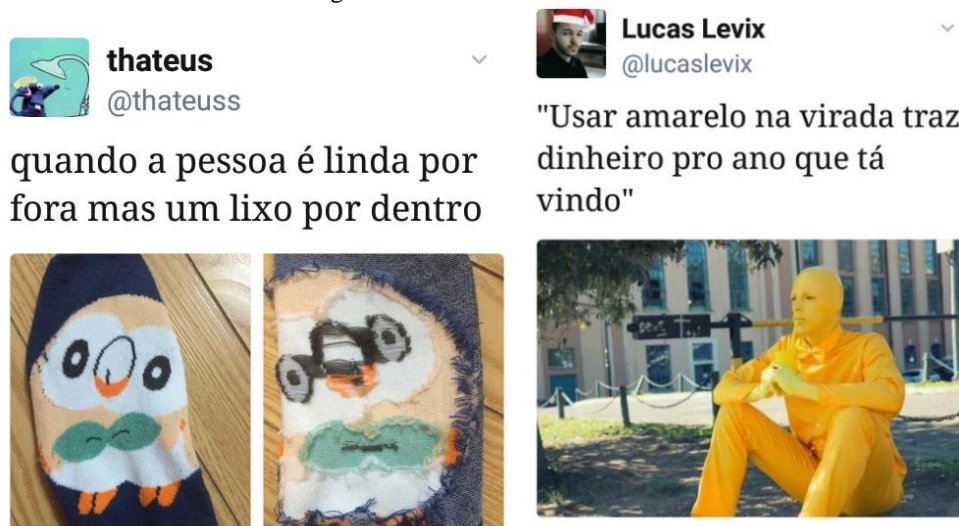 thateus
@thateuss
quando a pessoa é linda por
fora mas um lixo por dentro
Lucas Levix
@lucaslevix
"Usar amarelo na virada traz
dinheiro pro ano que tá
vindo"